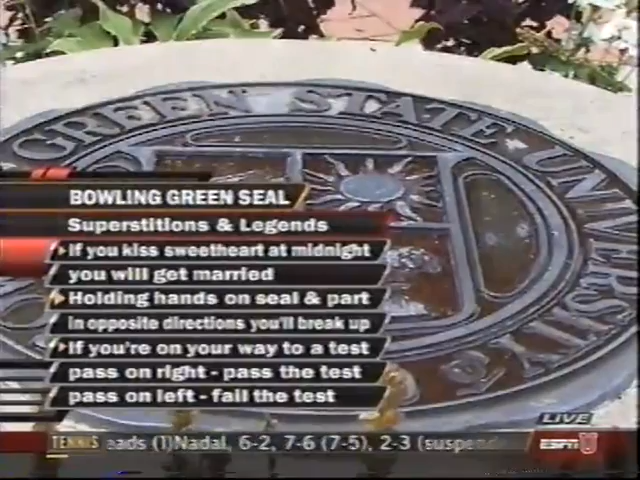 GREEN STATE UNIVERSITY
BOWLING GREEN SEAL
Superstitions & Legends
If you kiss sweetheart at midnight
you will get married
Holding hands on seal & part
in opposite directions you'll break up
If you're on your way to a test
pass on right - pass the test
pass on left - fail the test
LIVE
TENNIS eads (1)Nadal, 6-2, 7-6 (7-5), 2-3 (suspend
ESPNU